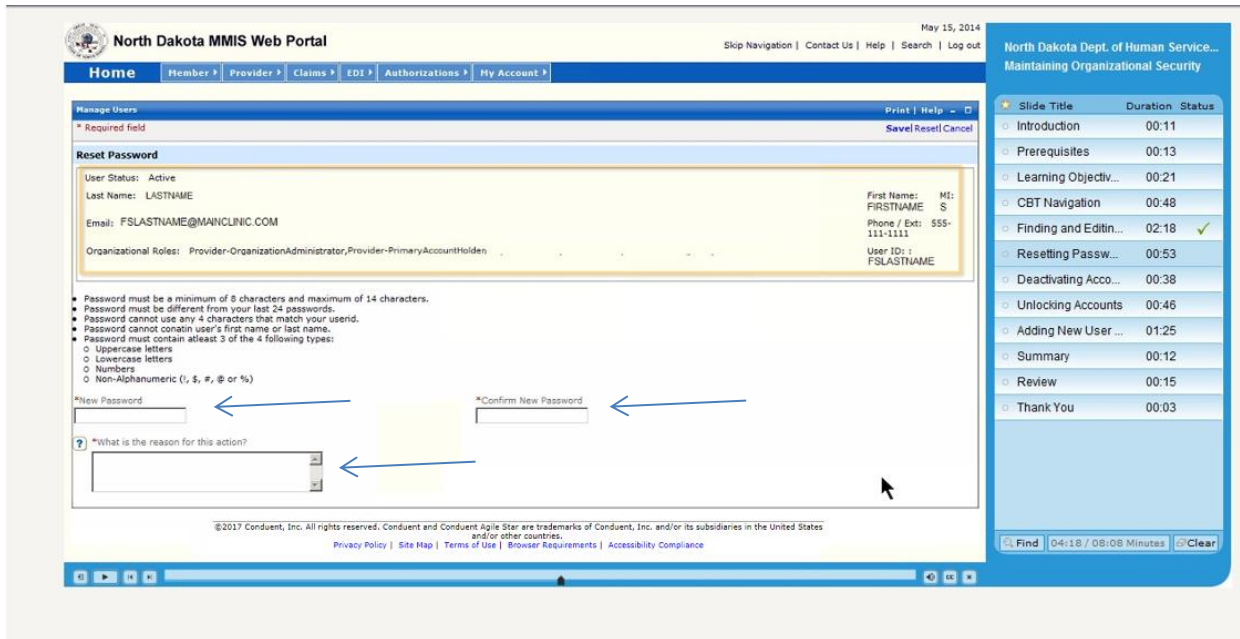 May 15, 2014
North Dakota MMIS Web Portal
Skip Navigation | Contact Us | Help | Search | Log out
Home Member Provider Claims EDI Authorizations My Account
Manage Users Print | Help
* Required field Save| Reset| Cancel
Reset Password
User Status: Active
Last Name: LASTNAME First Name: MI:
FIRSTNAME S
Email: FSLASTNAME@MAINCLINIC.COM Phone / Ext: 555-
111-1111
Organizational Roles: Provider-OrganizationAdministrator,Provider-PrimaryAccountHolden User ID: :
FSLASTNAME
Password must be a minimum of 8 characters and maximum of 14 characters.
Password must be different from your last 24 passwords.
Password cannot use any 4 characters that match your userid.
Password cannot conatin user's first name or last name.
Password must contain atleast 3 of the 4 following types:
Uppercase letters
Lowercase letters
Numbers
Non-Alphanumeric (!, $, #, @ or %)
*New Password *Confirm New Password
? *What is the reason for this action?
©2017 Conduent, Inc. All rights reserved. Conduent and Conduent Agile Star are trademarks of Conduent, Inc. and/or its subsidiaries in the United States
and/or other countries.
Privacy Policy | Site Map | Terms of Use | Browser Requirements | Accessibility Compliance
North Dakota Dept. of Human Service...
Maintaining Organizational Security
Slide Title Duration Status
Introduction 00:11
Prerequisites 00:13
Learning Objectiv... 00:21
CBT Navigation 00:48
Finding and Editin... 02:18
Resetting Passw... 00:53
Deactivating Acco... 00:38
Unlocking Accounts 00:46
Adding New User ... 01:25
Summary 00:12
Review 00:15
Thank You 00:03
Find 04:18 / 08:08 Minutes Clear
CC